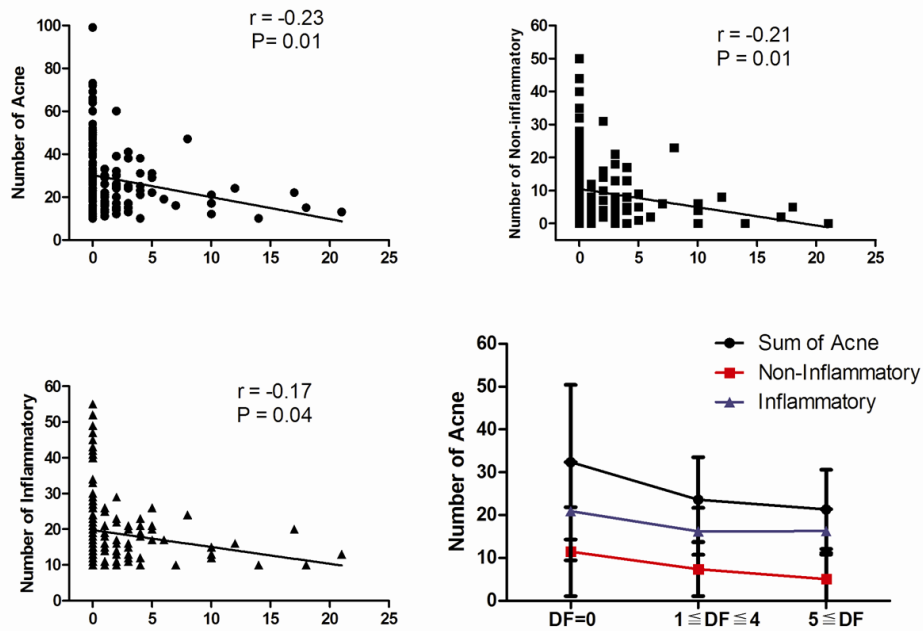 r = -0.23
P= 0.01
Number of Acne
100
80
60
40
20
0
0 5 10 15 20 25
r = -0.21
P = 0.01
Number of Non-inflammatory
60
50
40
30
20
10
0
0 5 10 15 20 25
r = -0.17
P = 0.04
Number of Inflammatory
60
50
40
30
20
10
0
0 5 10 15 20 25
Sum of Acne
Non-Inflammatory
Inflammatory
Number of Acne
60
50
40
30
20
10
0
DF=0 1≦DF≦4 5≦DF